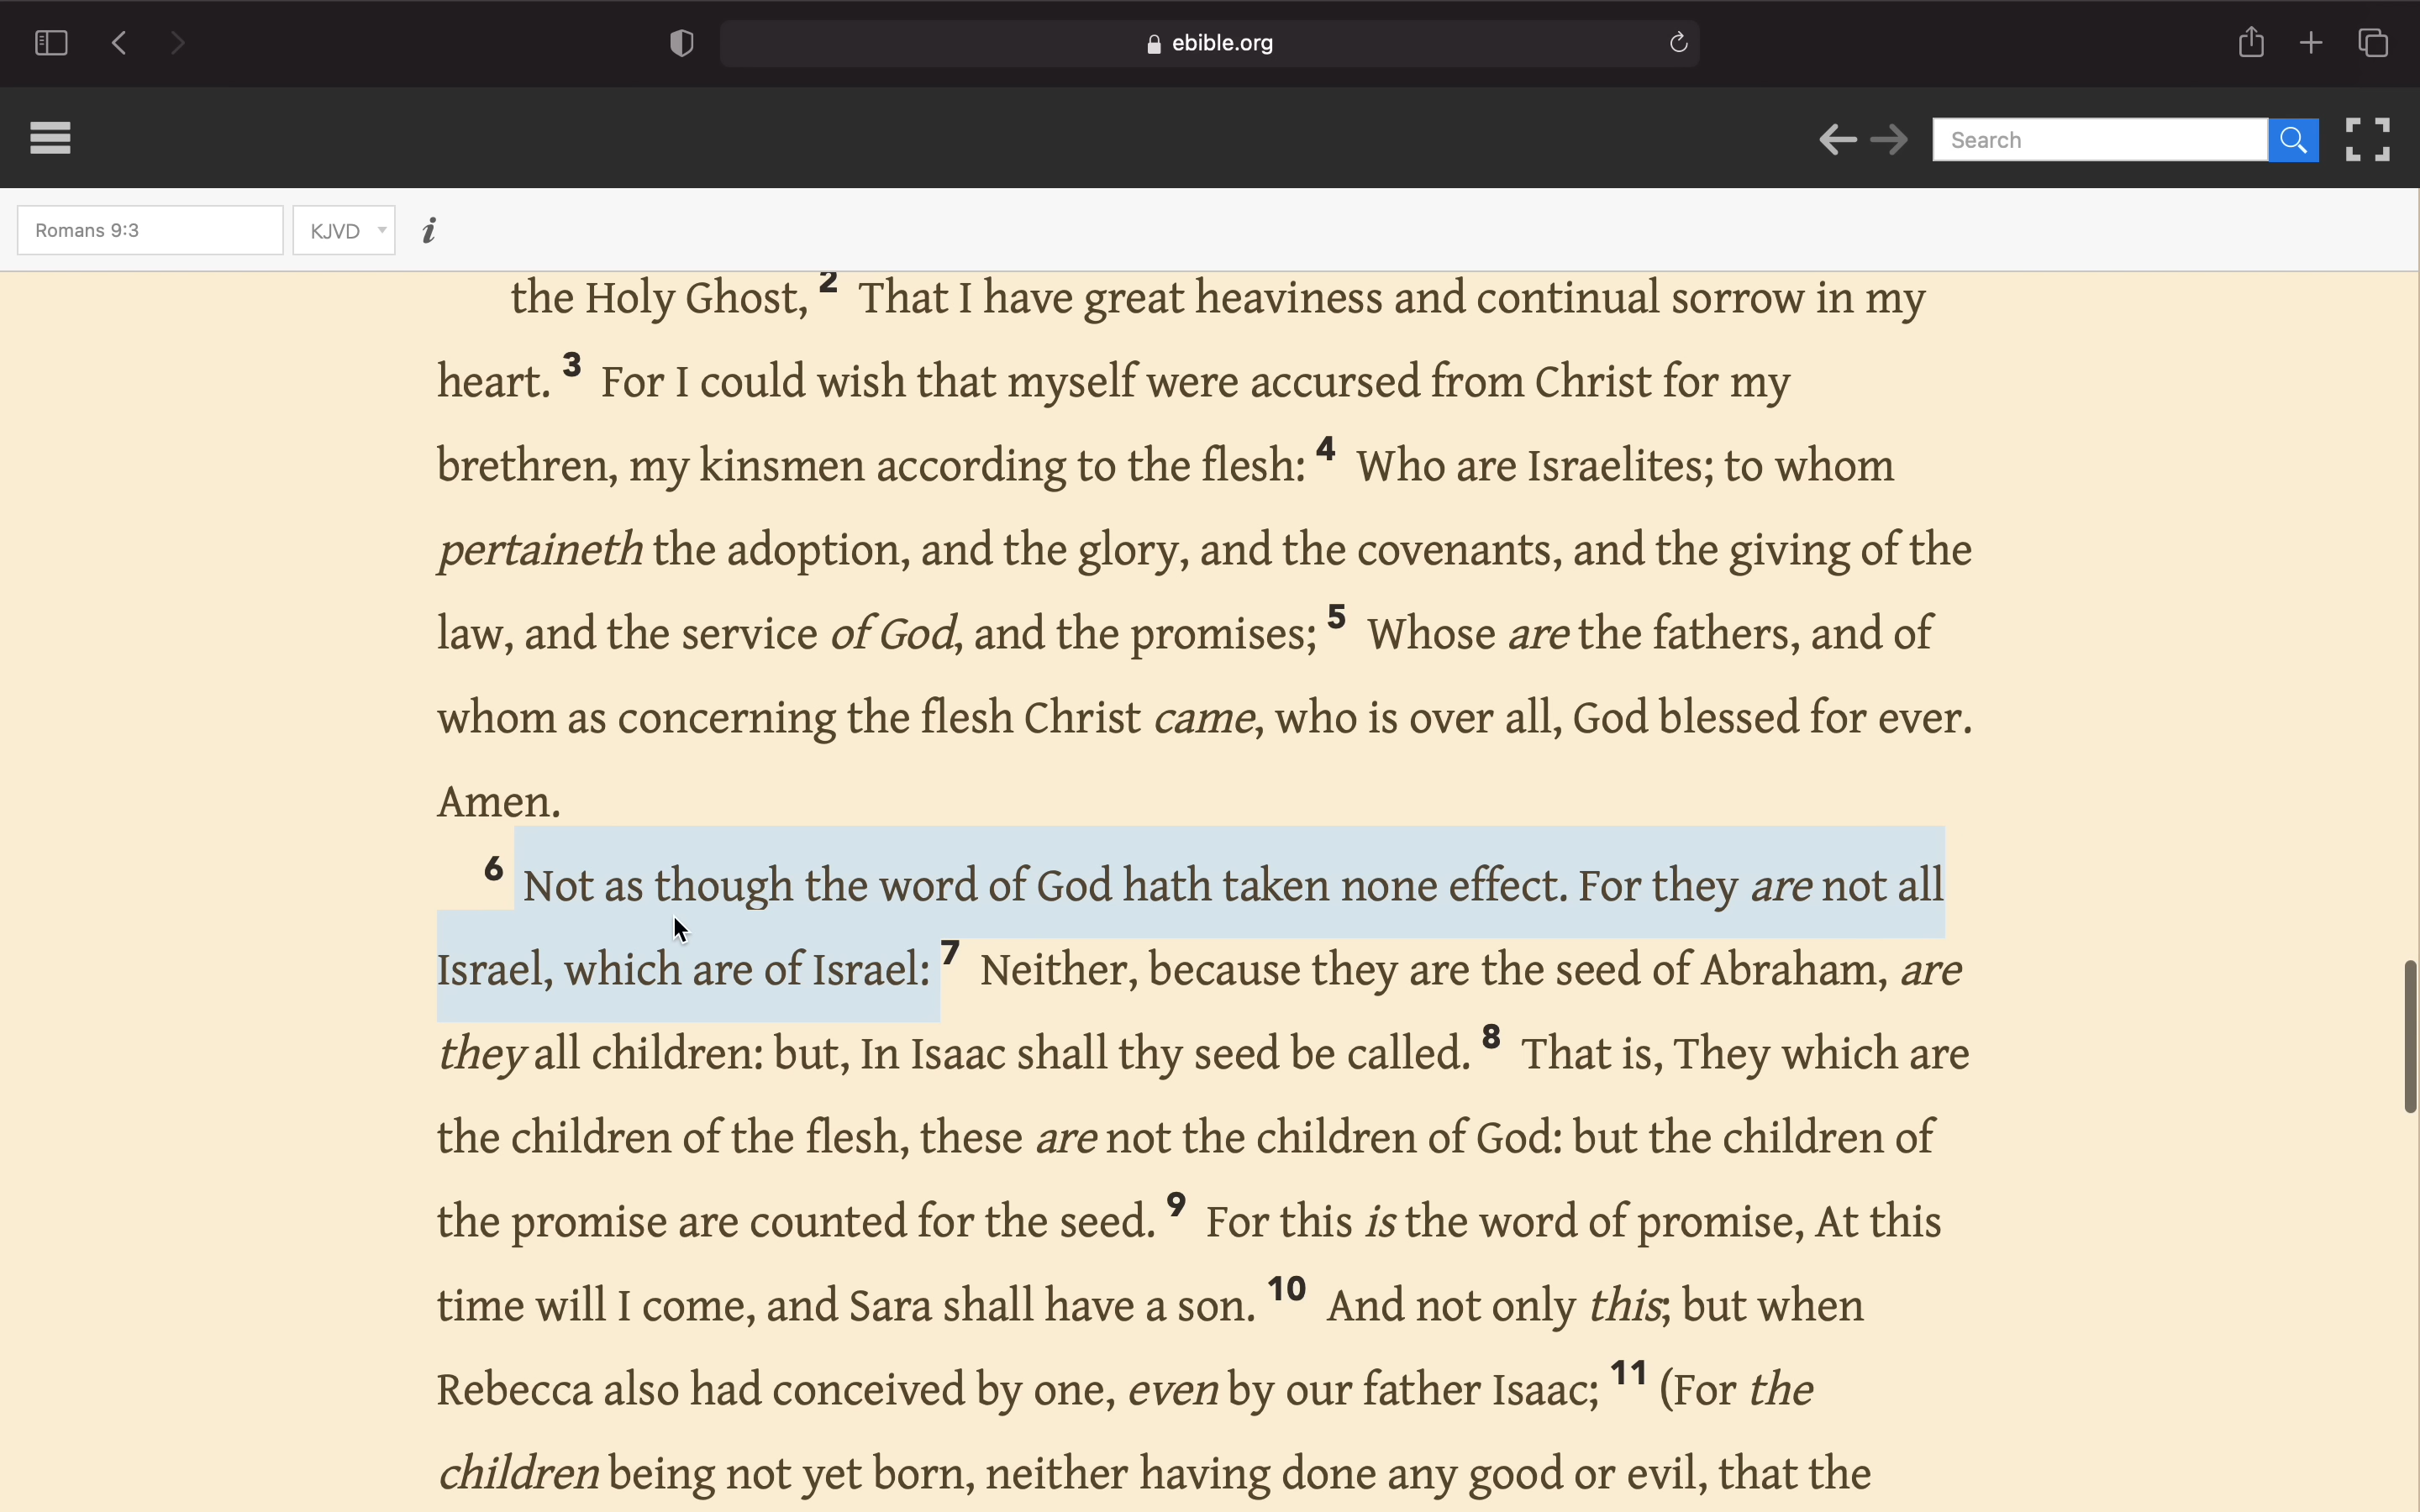 ebible.org
Search
Romans 9:3
KJVD
i
the Holy Ghost, 2 That I have great heaviness and continual sorrow in my
heart. 3 For I could wish that myself were accursed from Christ for my
brethren, my kinsmen according to the flesh: 4 Who are Israelites; to whom
pertaineth the adoption, and the glory, and the covenants, and the giving of the
law, and the service of God, and the promises; 5 Whose are the fathers, and of
whom as concerning the flesh Christ came, who is over all, God blessed for ever.
Amen.
6 Not as though the word of God hath taken none effect. For they are not all
Israel, which are of Israel: 7 Neither, because they are the seed of Abraham, are
they all children: but, In Isaac shall thy seed be called. 8 That is, They which are
the children of the flesh, these are not the children of God: but the children of
the promise are counted for the seed. 9 For this is the word of promise, At this
time will I come, and Sara shall have a son. 10 And not only this; but when
Rebecca also had conceived by one, even by our father Isaac; 11 (For the
children being not yet born, neither having done any good or evil, that the